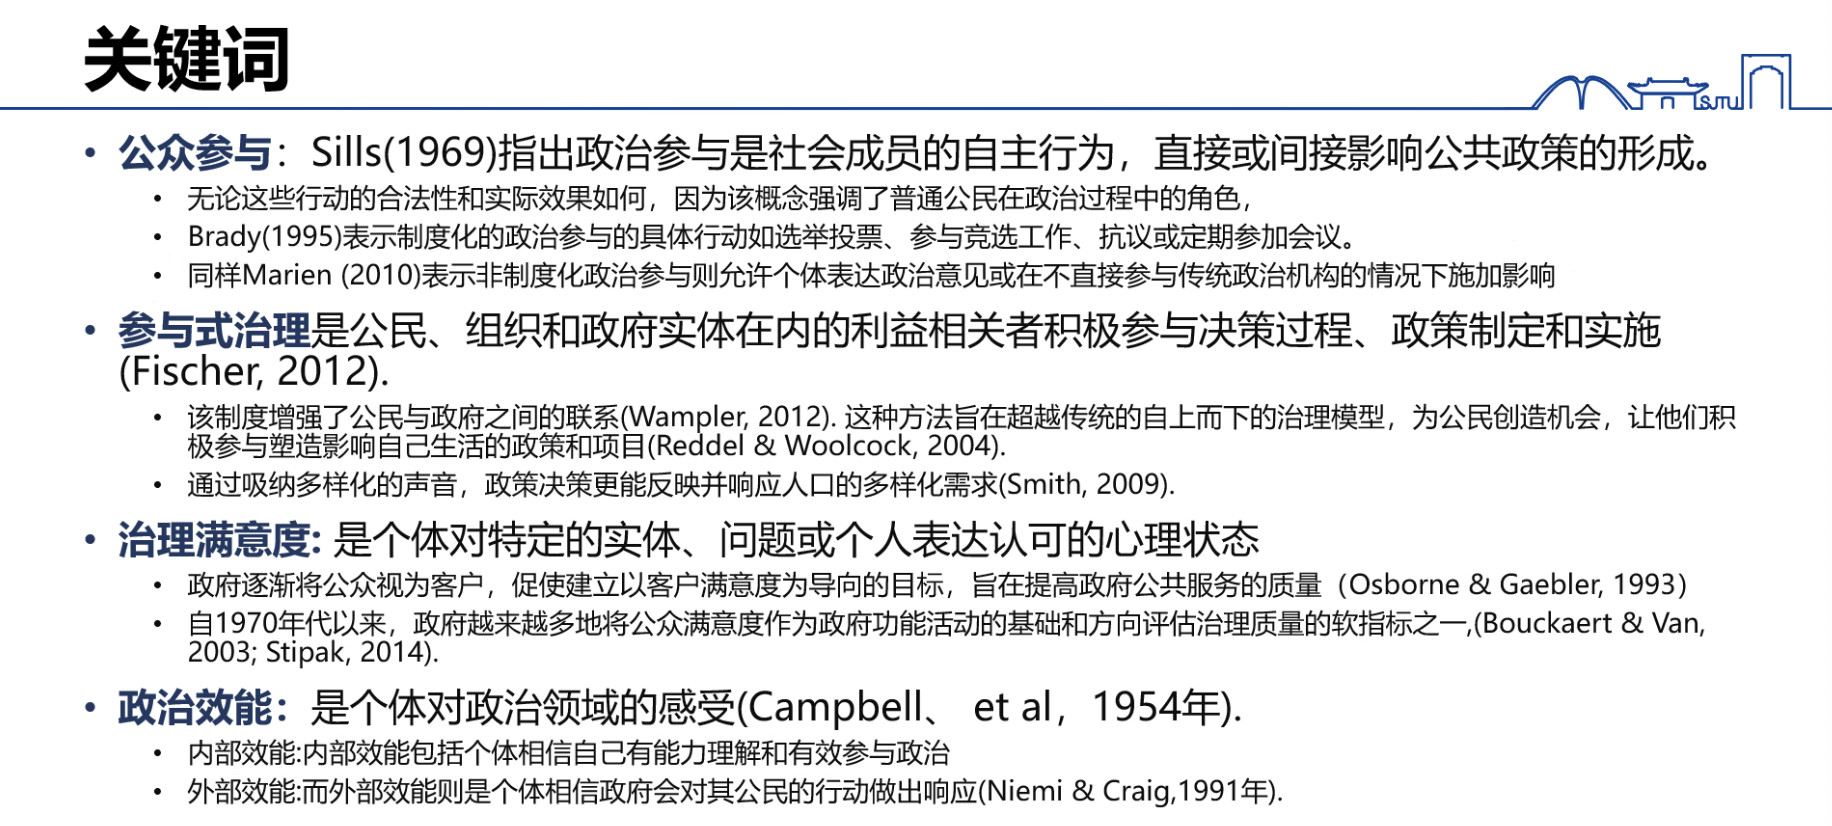 关键词
SJTU
• 公众参与：Sills(1969)指出政治参与是社会成员的自主行为，直接或间接影响公共政策的形成。
• 无论这些行动的合法性和实际效果如何，因为该概念强调了普通公民在政治过程中的角色，
• Brady(1995)表示制度化的政治参与的具体行动如选举投票、参与竞选工作、抗议或定期参加会议。
• 同样Marien (2010)表示非制度化政治参与则允许个体表达政治意见或在不直接参与传统政治机构的情况下施加影响
• 参与式治理是公民、组织和政府实体在内的利益相关者积极参与决策过程、政策制定和实施
(Fischer, 2012).
• 该制度增强了公民与政府之间的联系(Wampler, 2012). 这种方法旨在超越传统的自上而下的治理模型，为公民创造机会，让他们积
极参与塑造影响自己生活的政策和项目(Reddel & Woolcock, 2004).
• 通过吸纳多样化的声音，政策决策更能反映并响应人口的多样化需求(Smith, 2009).
• 治理满意度: 是个体对特定的实体、问题或个人表达认可的心理状态
• 政府逐渐将公众视为客户，促使建立以客户满意度为导向的目标，旨在提高政府公共服务的质量（Osborne & Gaebler, 1993）
• 自1970年代以来，政府越来越多地将公众满意度作为政府功能活动的基础和方向评估治理质量的软指标之一,(Bouckaert & Van,
2003; Stipak, 2014).
• 政治效能：是个体对政治领域的感受(Campbell、 et al，1954年).
• 内部效能:内部效能包括个体相信自己有能力理解和有效参与政治
• 外部效能:而外部效能则是个体相信政府会对其公民的行动做出响应(Niemi & Craig,1991年).